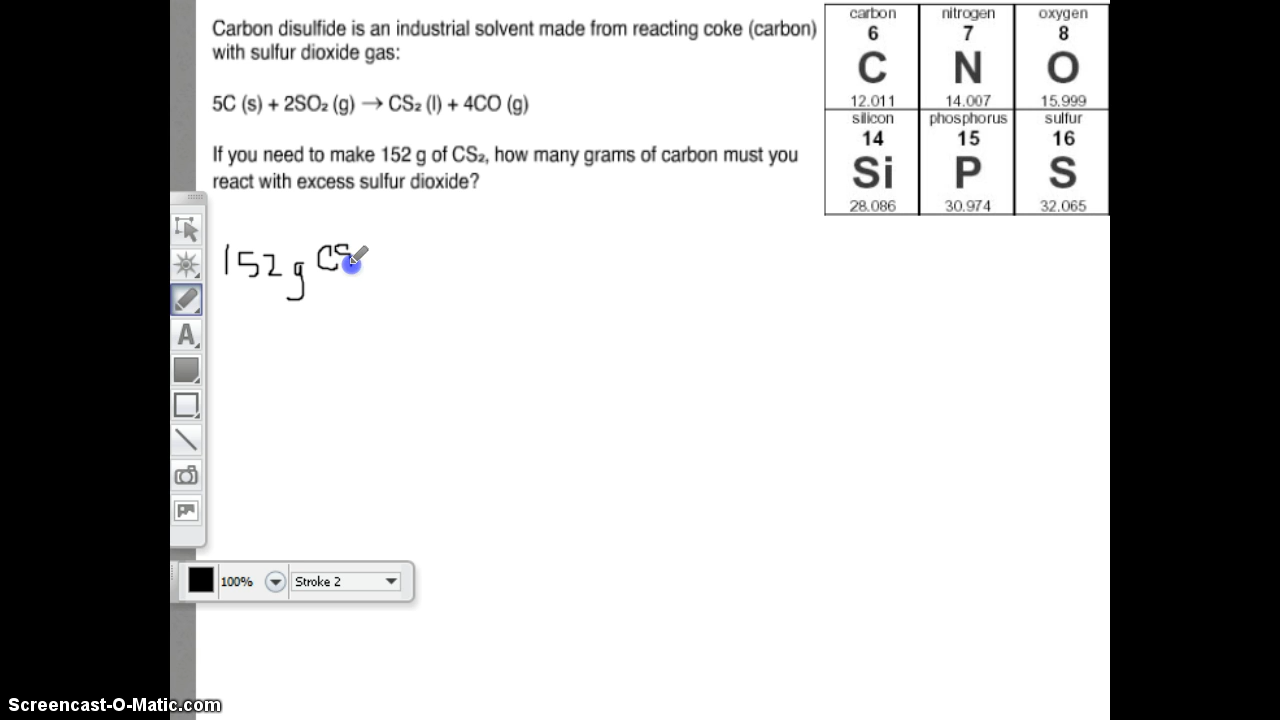 Carbon disulfide is an industrial solvent made from reacting coke (carbon)
with sulfur dioxide gas:
5C (s) + 2SO₂ (g) → CS₂ (l) + 4CO (g)
If you need to make 152 g of CS₂, how many grams of carbon must you
react with excess sulfur dioxide?
carbon nitrogen oxygen
6 7 8
C N O
12.011 14.007 15.999
silicon phosphorus sulfur
14 15 16
Si P S
28.086 30.974 32.065
152 g CS
A
100% Stroke 2
Screencast-O-Matic.com